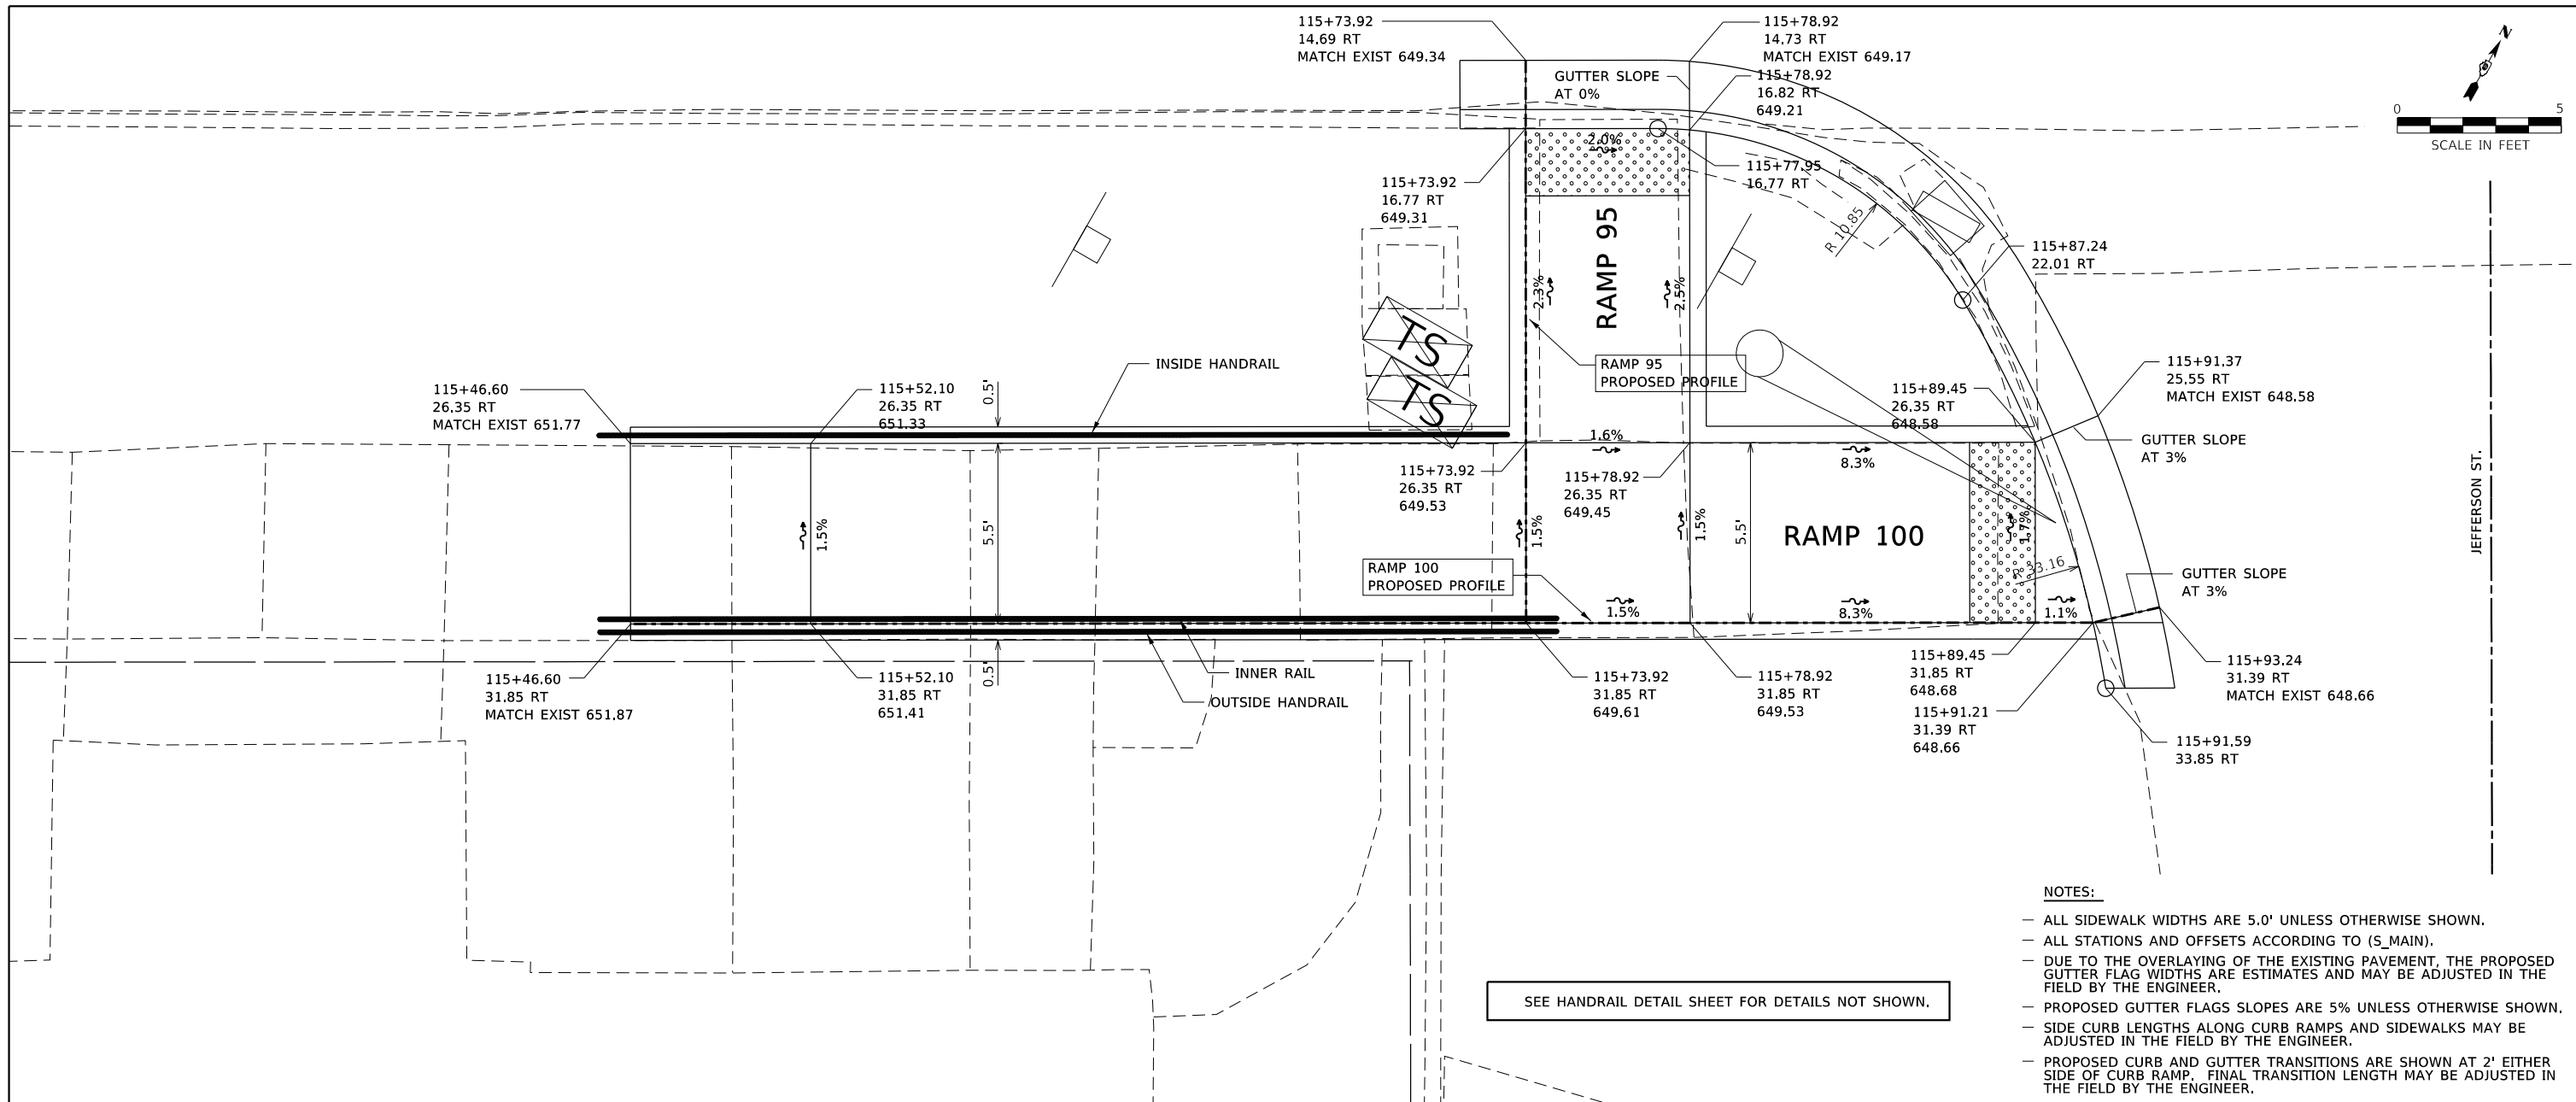 115+73.92
14.69 RT
MATCH EXIST 649.34
115+78.92
14.73 RT
MATCH EXIST 649.17
GUTTER SLOPE
AT 0%
115+78.92
16.82 RT
649.21
N
0 5
SCALE IN FEET
2.0%
115+77.95
16.77 RT
115+73.92
16.77 RT
649.31
RAMP 95
R 10.85
115+87.24
22.01 RT
2.3%
2.5%
TS
TS
INSIDE HANDRAIL
RAMP 95
PROPOSED PROFILE
115+46.60
26.35 RT
MATCH EXIST 651.77
115+52.10
26.35 RT
651.33
0.5'
115+89.45
26.35 RT
648.58
115+91.37
25.55 RT
MATCH EXIST 648.58
GUTTER SLOPE
AT 3%
1.6%
8.3%
115+73.92
26.35 RT
649.53
115+78.92
26.35 RT
649.45
JEFFERSON ST.
1.5%
5.5'
1.5%
1.5%
5.5'
RAMP 100
1.7%
R 33.16
RAMP 100
PROPOSED PROFILE
GUTTER SLOPE
AT 3%
1.5%
8.3%
1.1%
115+46.60
31.85 RT
MATCH EXIST 651.87
115+52.10
31.85 RT
651.41
0.5'
INNER RAIL
OUTSIDE HANDRAIL
115+73.92
31.85 RT
649.61
115+78.92
31.85 RT
649.53
115+89.45
31.85 RT
648.68
115+91.21
31.39 RT
648.66
115+93.24
31.39 RT
MATCH EXIST 648.66
115+91.59
33.85 RT
SEE HANDRAIL DETAIL SHEET FOR DETAILS NOT SHOWN.
NOTES:
— ALL SIDEWALK WIDTHS ARE 5.0' UNLESS OTHERWISE SHOWN.
— ALL STATIONS AND OFFSETS ACCORDING TO (S_MAIN).
— DUE TO THE OVERLAYING OF THE EXISTING PAVEMENT, THE PROPOSED
GUTTER FLAG WIDTHS ARE ESTIMATES AND MAY BE ADJUSTED IN THE
FIELD BY THE ENGINEER.
— PROPOSED GUTTER FLAGS SLOPES ARE 5% UNLESS OTHERWISE SHOWN.
— SIDE CURB LENGTHS ALONG CURB RAMPS AND SIDEWALKS MAY BE
ADJUSTED IN THE FIELD BY THE ENGINEER.
— PROPOSED CURB AND GUTTER TRANSITIONS ARE SHOWN AT 2' EITHER
SIDE OF CURB RAMP. FINAL TRANSITION LENGTH MAY BE ADJUSTED IN
THE FIELD BY THE ENGINEER.